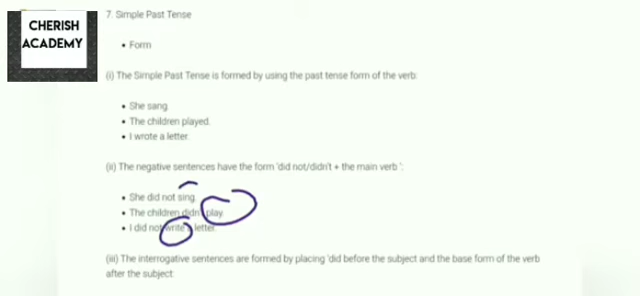 CHERISH
ACADEMY
7. Simple Past Tense
• Form
(i) The Simple Past Tense is formed by using the past tense form of the verb:
• She sang
• The children played.
• I wrote a letter.
(ii) The negative sentences have the form 'did not/didn't + the main verb ':
• She did not sing
• The children didn't play
• I did not write a letter
(iii) The interrogative sentences are formed by placing 'did before the subject and the base form of the verb
after the subject